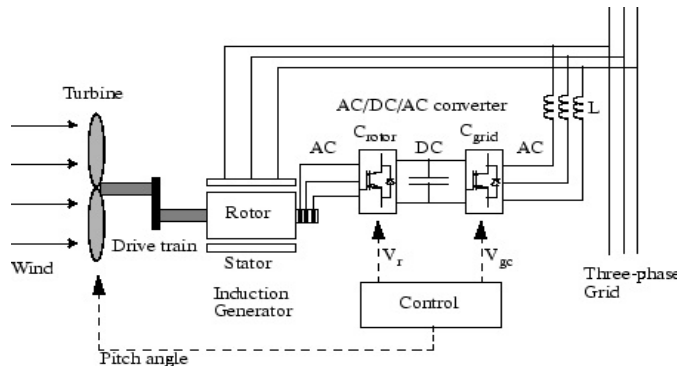 Turbine
AC/DC/AC converter
L
AC
Crotor
DC
Cgrid
AC
Rotor
Drive train
Stator
Wind
Induction
Generator
Vr
Vgc
Control
Three-phase
Grid
Pitch angle